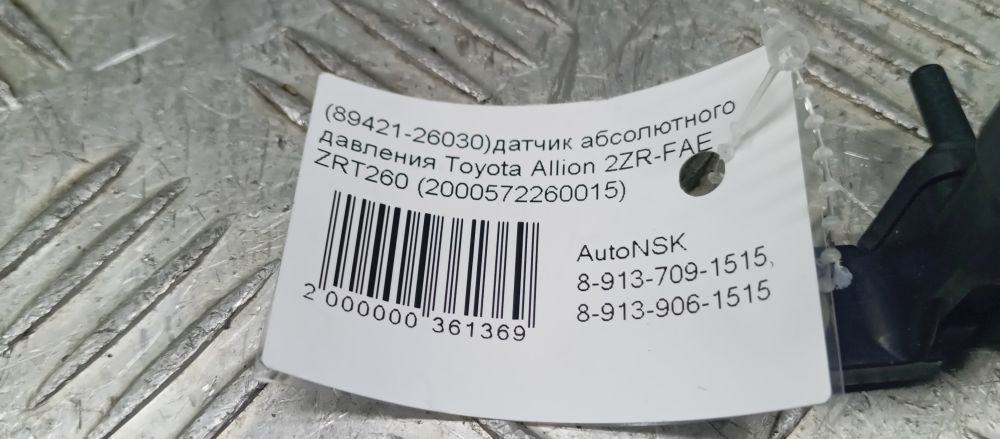 (89421-26030)датчик абсолютного
давления Toyota Allion 2ZR-FAE
ZRT260 (2000572260015)
AutoNSK
8-913-709-1515,
8-913-906-1515
2 000000 361369